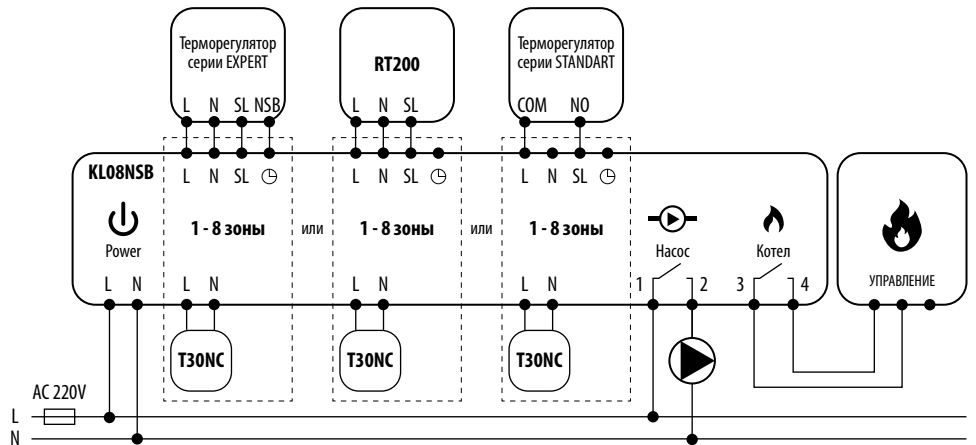 Терморегулятор
серии EXPERT
RT200
Терморегулятор
серии STANDART
L N SL NSB
L N SL
COM NO
KL08NSB
L N SL
L N SL
L N SL
Power
1 - 8 зоны
или
1 - 8 зоны
или
1 - 8 зоны
Насос
Котел
УПРАВЛЕНИЕ
L N
L N
L N
L N
1 2
3 4
T30NC
T30NC
T30NC
AC 220V
L
N